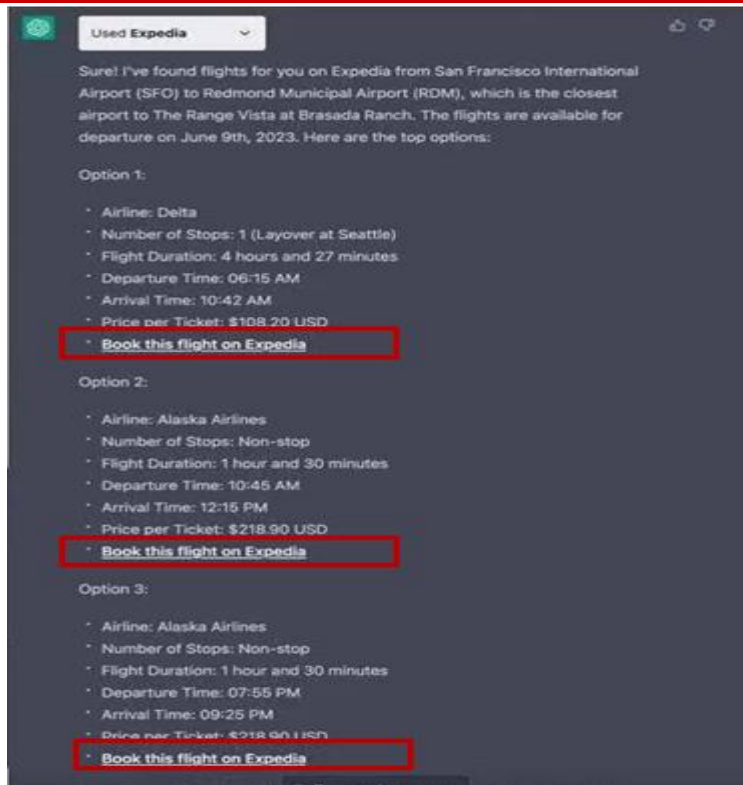 Used Expedia
Sure! I've found flights for you on Expedia from San Francisco International
Airport (SFO) to Redmond Municipal Airport (RDM), which is the closest
airport to The Range Vista at Brasada Ranch. The flights are available for
departure on June 9th, 2023. Here are the top options:
Option 1:
• Airline: Delta
• Number of Stops: 1 (Layover at Seattle)
• Flight Duration: 4 hours and 27 minutes
• Departure Time: 06:15 AM
• Arrival Time: 10:42 AM
• Price per Ticket: $108.20 USD
• Book this flight on Expedia
Option 2:
• Airline: Alaska Airlines
• Number of Stops: Non-stop
• Flight Duration: 1 hour and 30 minutes
• Departure Time: 10:45 AM
• Arrival Time: 12:15 PM
• Price per Ticket: $218.90 USD
• Book this flight on Expedia
Option 3:
• Airline: Alaska Airlines
• Number of Stops: Non-stop
• Flight Duration: 1 hour and 30 minutes
• Departure Time: 07:55 PM
• Arrival Time: 09:25 PM
• Price per Ticket: $218.90 USD
• Book this flight on Expedia